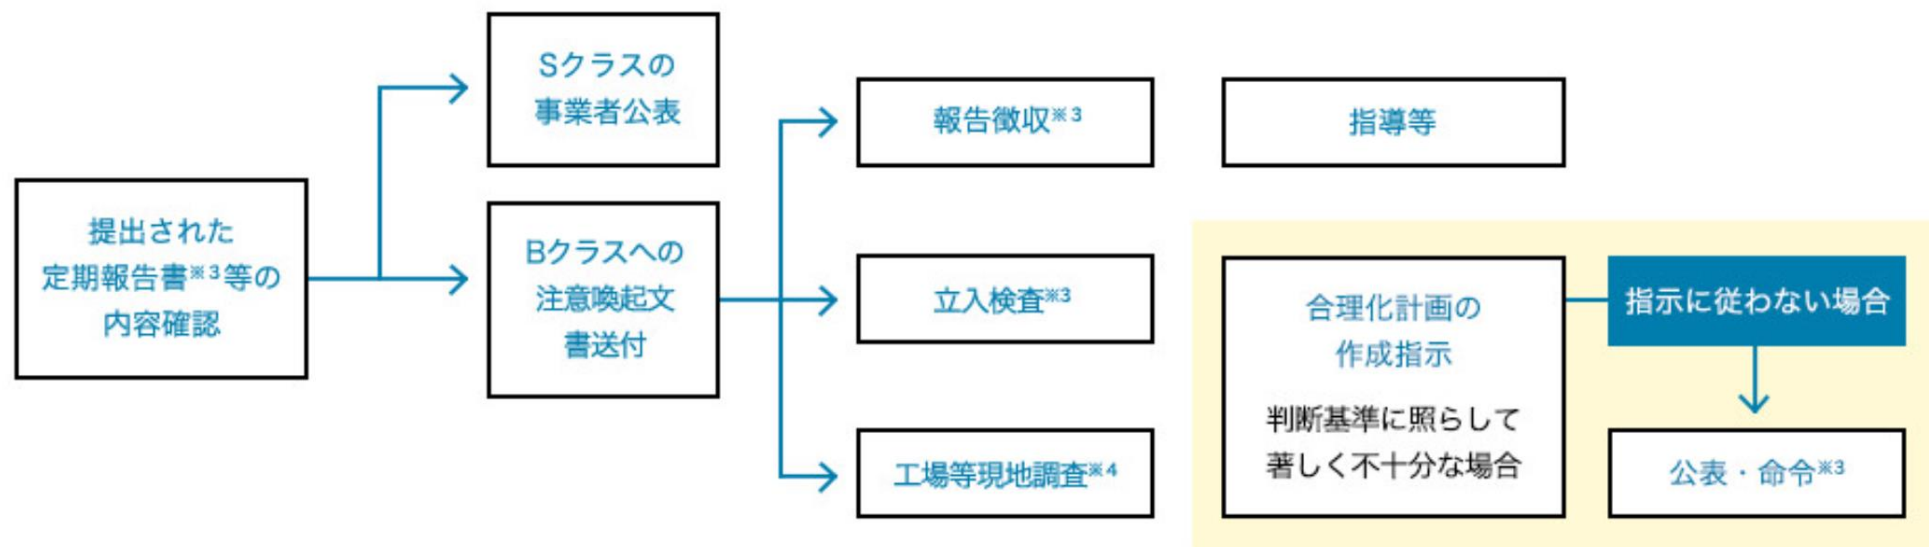 提出された
定期報告書※3等の
内容確認
Sクラスの
事業者公表
Bクラスへの
注意喚起文
書送付
報告徴収※3
立入検査※3
工場等現地調査※4
指導等
合理化計画の
作成指示
判断基準に照らして
著しく不十分な場合
指示に従わない場合
公表・命令※3